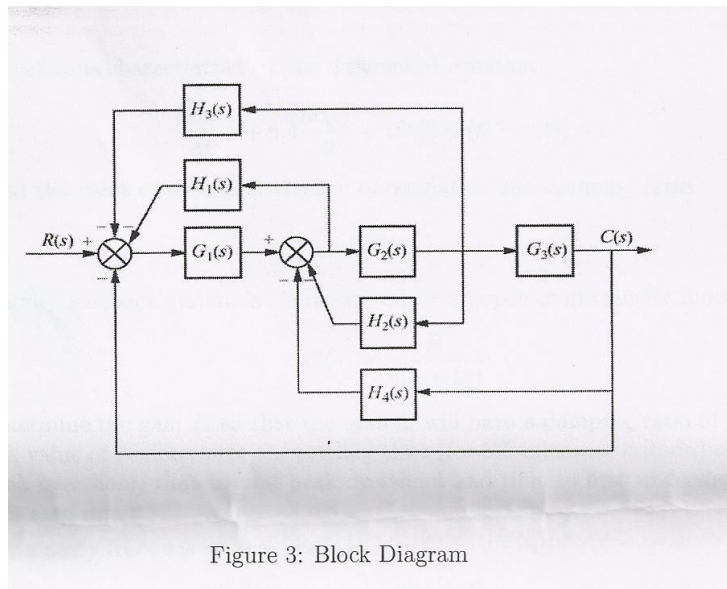 H₃(s)
H₁(s)
R(s) +
G₁(s)
+
G₂(s)
G₃(s)
C(s)
H₂(s)
H₄(s)
Figure 3: Block Diagram